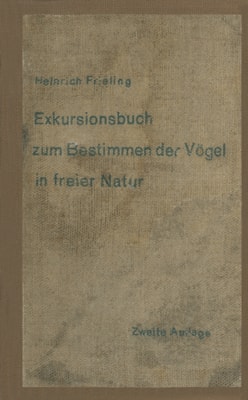 Heinrich Frieling
Exkursionsbuch
zum Bestimmen der Vögel
in freier Natur
Zweite Auflage